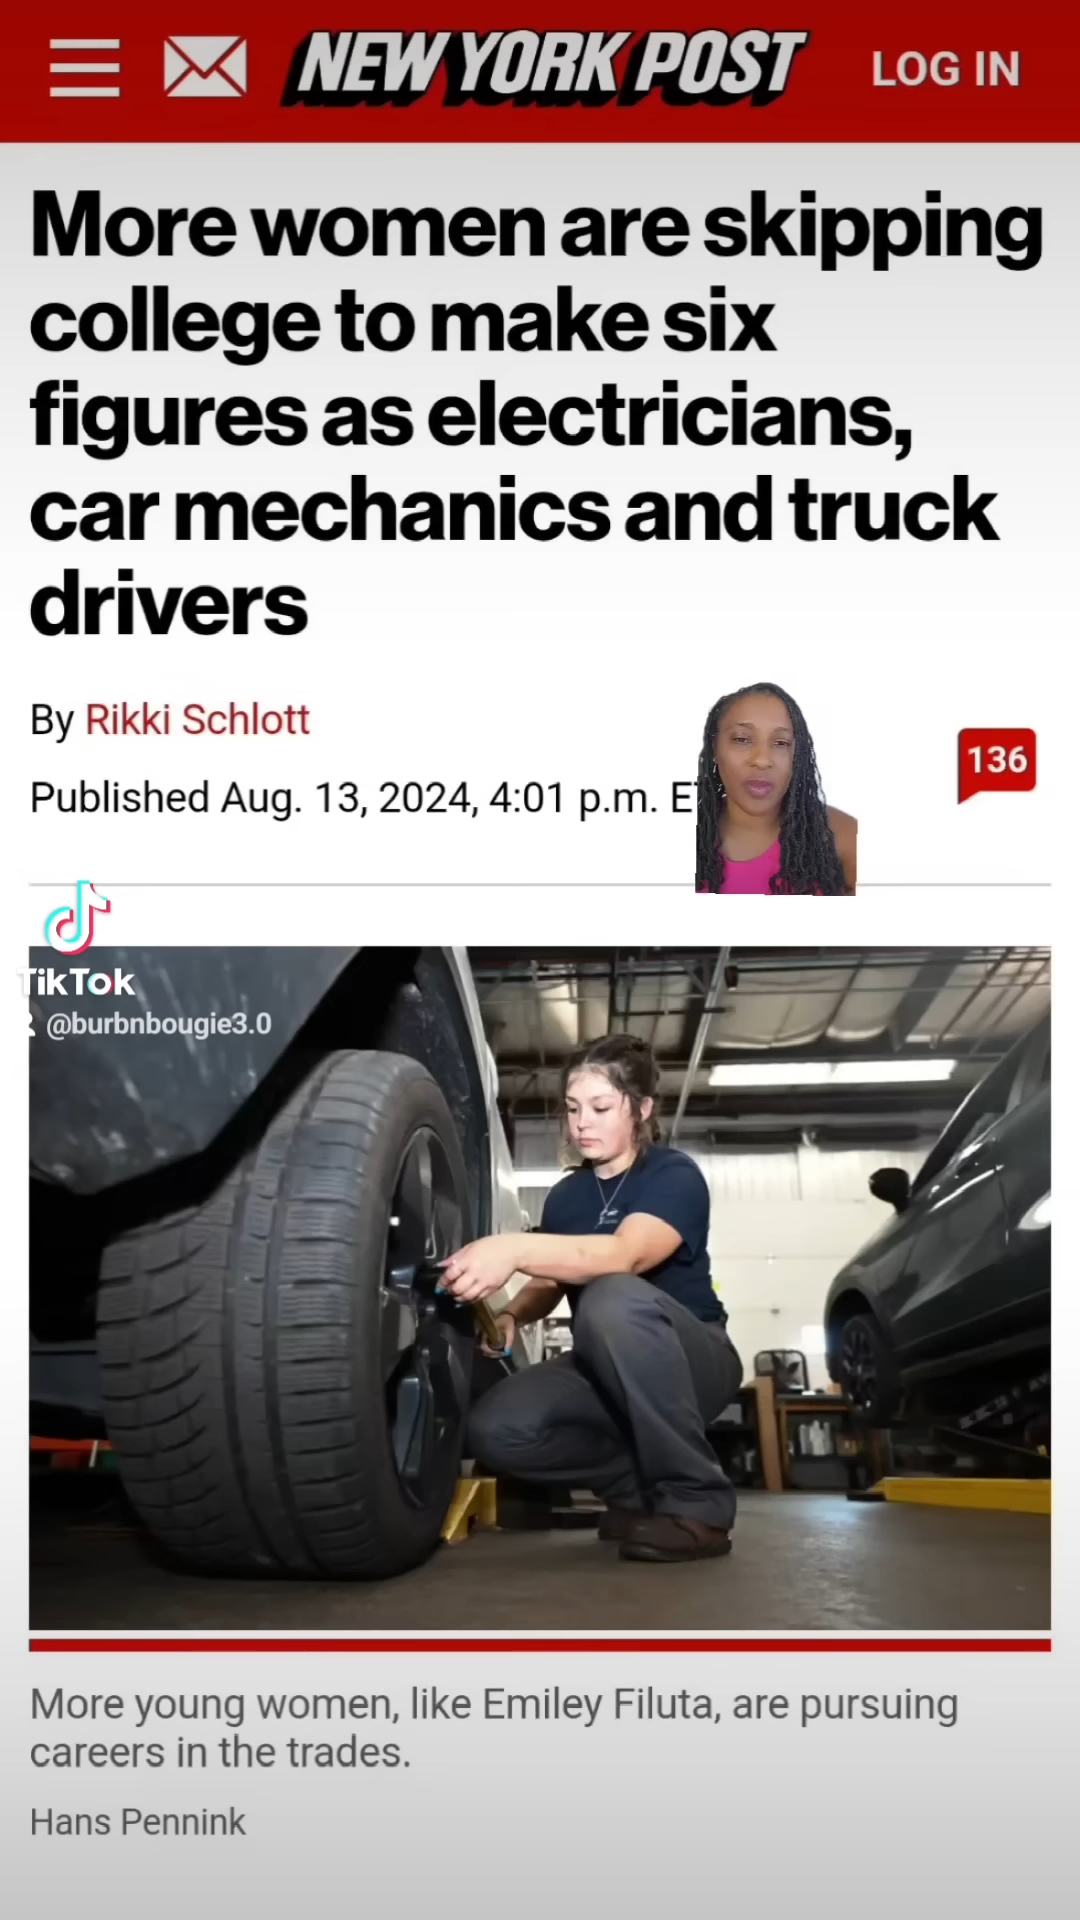 NEW YORK POST
LOG IN
More women are skipping
college to make six
figures as electricians,
car mechanics and truck
drivers
By Rikki Schlott
136
Published Aug. 13, 2024, 4:01 p.m. E
TikTok
@burbnbougie3.0
More young women, like Emiley Filuta, are pursuing
careers in the trades.
Hans Pennink